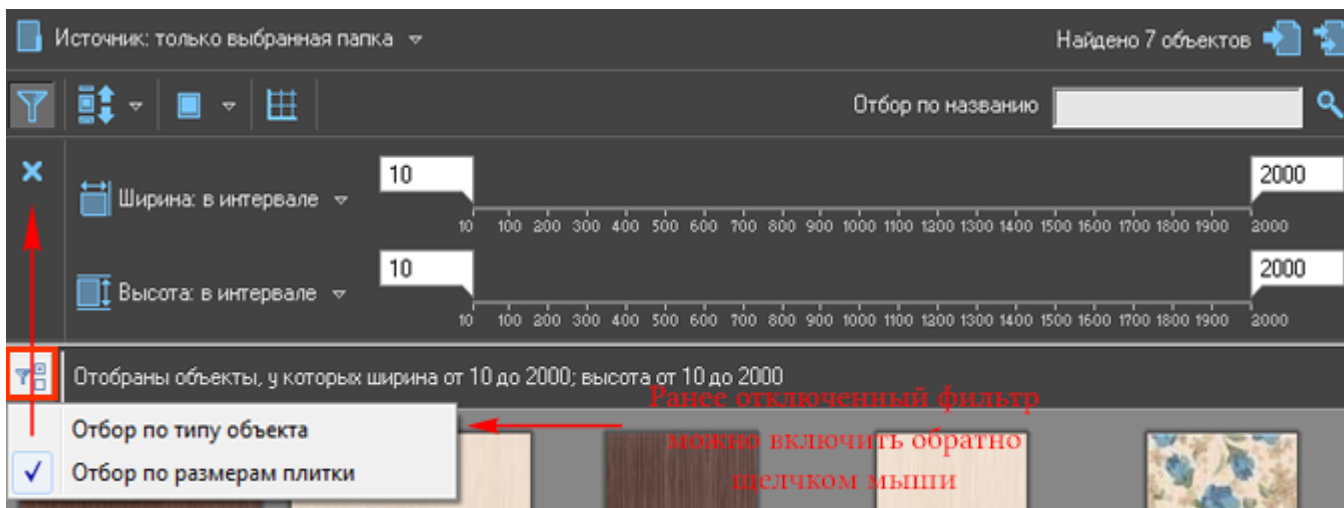 Источник: только выбранная папка
Найдено 7 объектов
Отбор по названию
Ширина: в интервале
10
2000
10 100 200 300 400 500 600 700 800 900 1000 1100 1200 1300 1400 1500 1600 1700 1800 1900 2000
Высота: в интервале
10
2000
10 100 200 300 400 500 600 700 800 900 1000 1100 1200 1300 1400 1500 1600 1700 1800 1900 2000
Отобраны объекты, у которых ширина от 10 до 2000; высота от 10 до 2000
Ранее отключенный фильтр
можно включить обратно
щелчком мыши
Отбор по типу объекта
Отбор по размерам плитки